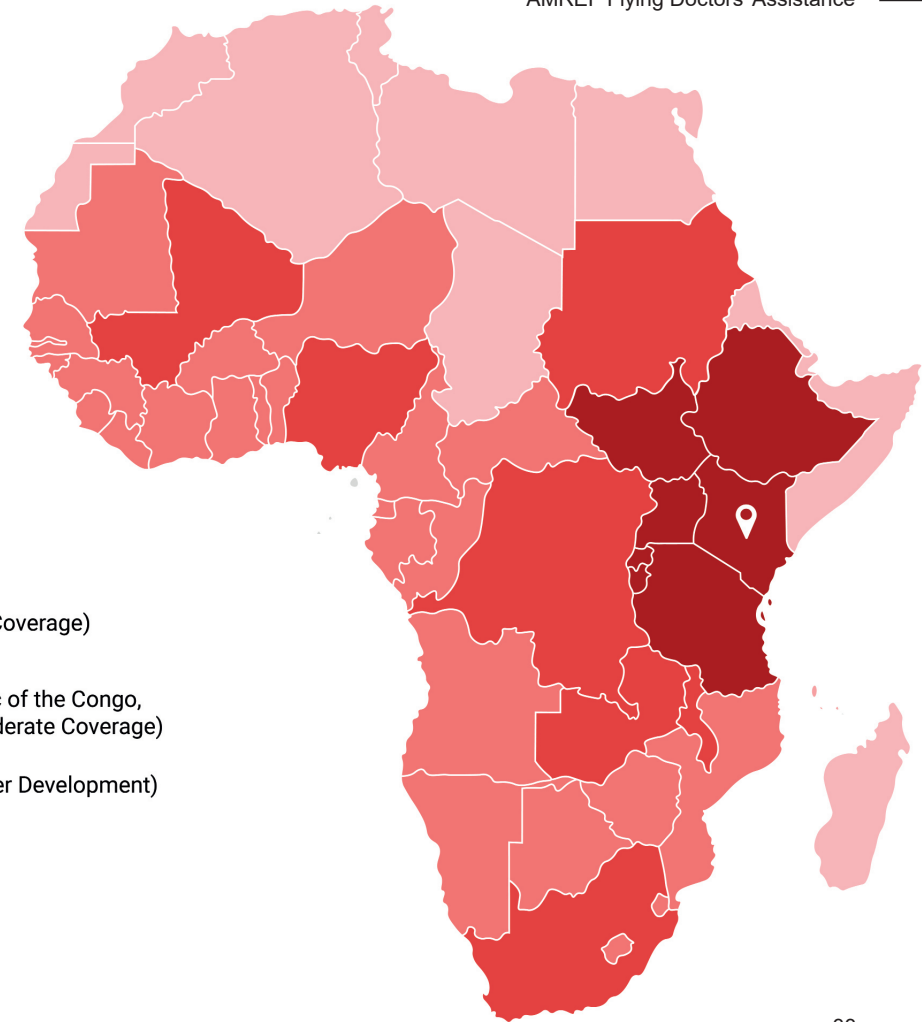 AMREF Flying Doctors' Assistance
Coverage)
of the Congo,
derate Coverage)
er Development)